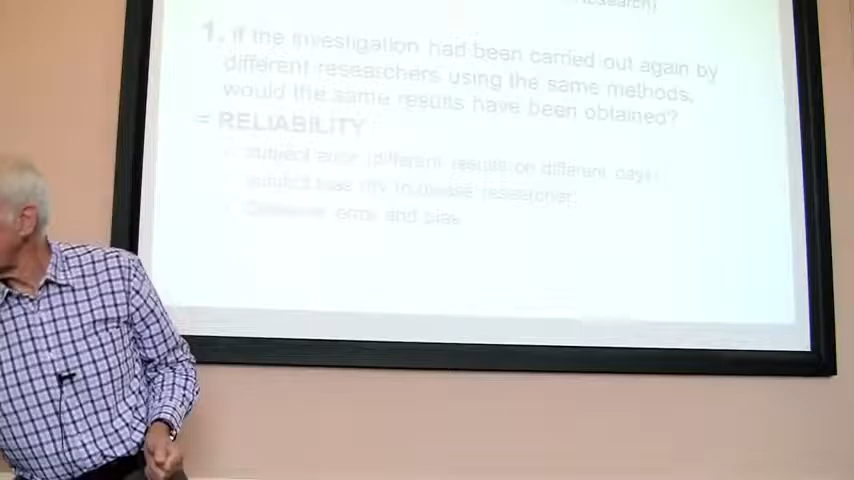 Research)
1. If the investigation had been carried out again by
different researchers using the same methods,
would the same results have been obtained?
= RELIABILITY
subject error (different results on different days)
subject bias (try to please researcher)
Observer error and bias